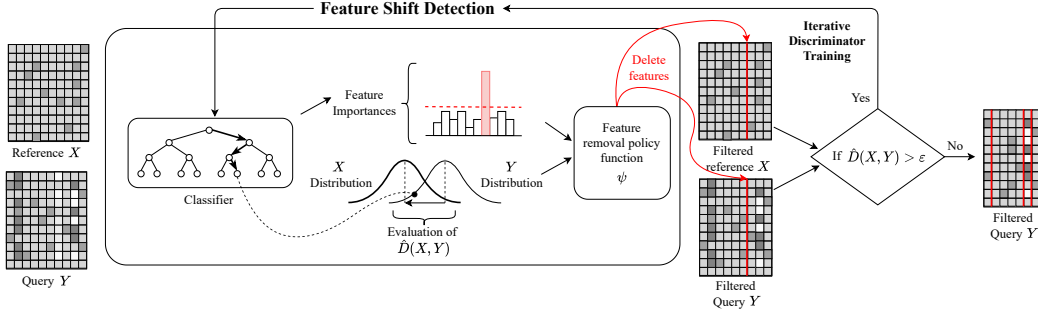 Feature Shift Detection
Reference X
Query Y
Classifier
Feature
Importances
X
Distribution
Y
Distribution
Evaluation of
D̂(X, Y)
Feature
removal policy
function
ψ
Delete
features
Filtered
reference X
Filtered
Query Y
Iterative
Discriminator
Training
Yes
If D̂(X, Y) > ε
No
Filtered
Query Y